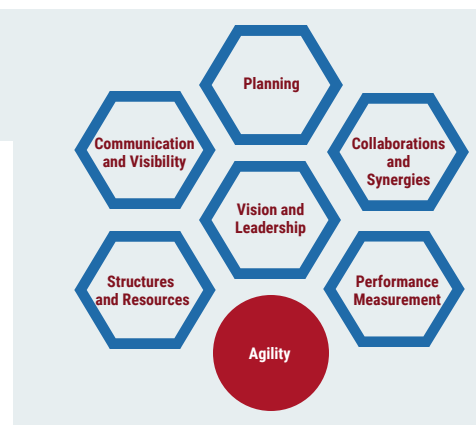 Planning
Communication
and Visibility
Collaborations
and
Synergies
Vision and
Leadership
Structures
and Resources
Performance
Measurement
Agility